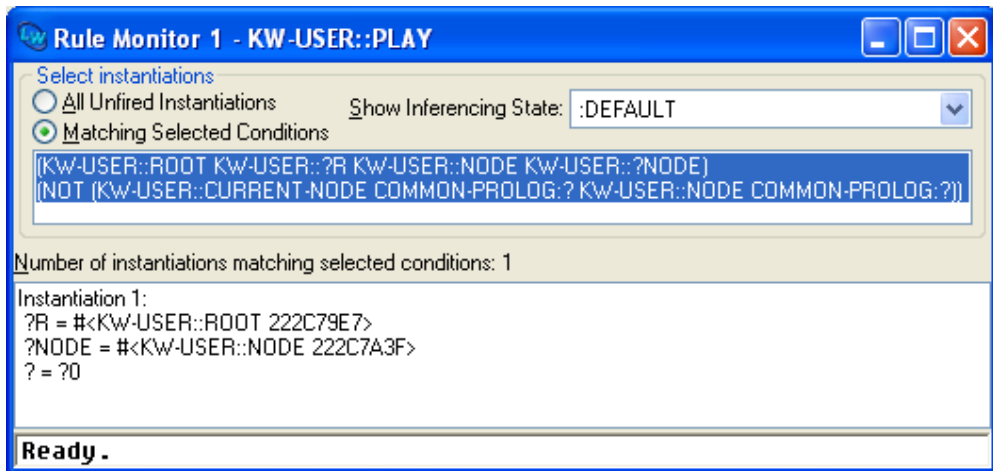 Rule Monitor 1 - KW-USER::PLAY
Select instantiations
All Unfired Instantiations
Show Inferencing State: :DEFAULT
Matching Selected Conditions
(KW-USER::ROOT KW-USER::?R KW-USER::NODE KW-USER::?NODE)
(NOT (KW-USER::CURRENT-NODE COMMON-PROLOG:? KW-USER::NODE COMMON-PROLOG:?))
Number of instantiations matching selected conditions: 1
Instantiation 1:
?R = #<KW-USER::ROOT 222C79E7>
?NODE = #<KW-USER::NODE 222C7A3F>
? = ?0
Ready.